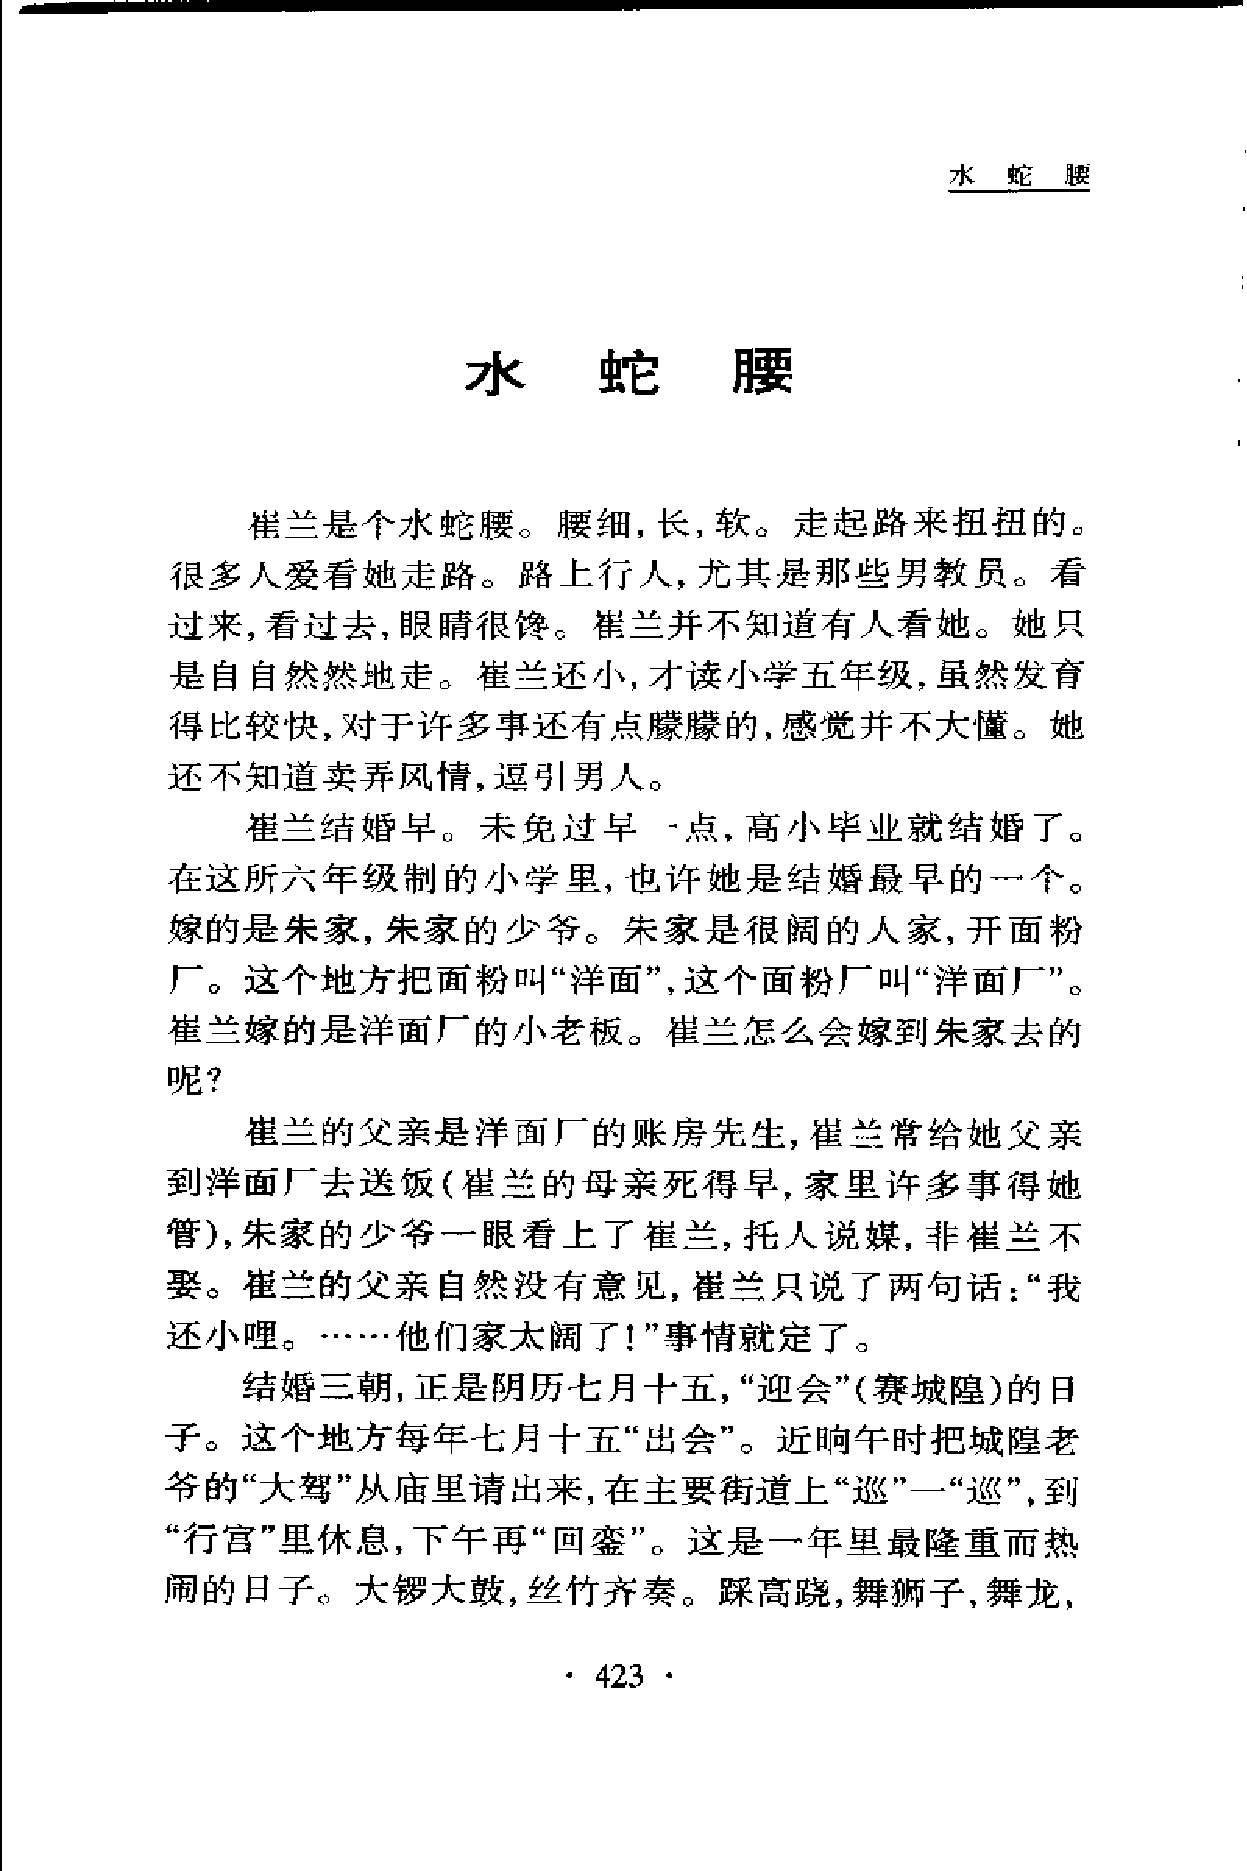 水 蛇 腰
水 蛇 腰
崔兰是个水蛇腰。腰细,长,软。走起路来扭扭的。
很多人爱看她走路。路上行人,尤其是那些男教员。看
过来,看过去,眼睛很馋。崔兰并不知道有人看她。她只
是自自然然地走。崔兰还小,才读小学五年级,虽然发育
得比较快,对于许多事还有点朦朦的,感觉并不大懂。她
还不知道卖弄风情,逗引男人。
崔兰结婚早。未免过早一点,高小毕业就结婚了。
在这所六年级制的小学里,也许她是结婚最早的一个。
嫁的是朱家,朱家的少爷。朱家是很阔的人家,开面粉
厂。这个地方把面粉叫“洋面”,这个面粉厂叫“洋面厂”。
崔兰嫁的是洋面厂的小老板。崔兰怎么会嫁到朱家去的
呢?
崔兰的父亲是洋面厂的账房先生,崔兰常给她父亲
到洋面厂去送饭(崔兰的母亲死得早,家里许多事得她
管),朱家的少爷一眼看上了崔兰,托人说媒,非崔兰不
娶。崔兰的父亲自然没有意见,崔兰只说了两句话:“我
还小哩。……他们家太阔了!”事情就定了。
结婚三朝,正是阴历七月十五,“迎会”(赛城隍)的日
子。这个地方每年七月十五“出会”。近晌午时把城隍老
爷的“大驾”从庙里请出来,在主要街道上“巡”一“巡”,到
“行宫”里休息,下午再“回銮”。这是一年里最隆重而热
闹的日子。大锣大鼓,丝竹齐奏。踩高跷,舞狮子,舞龙,
· 423 ·